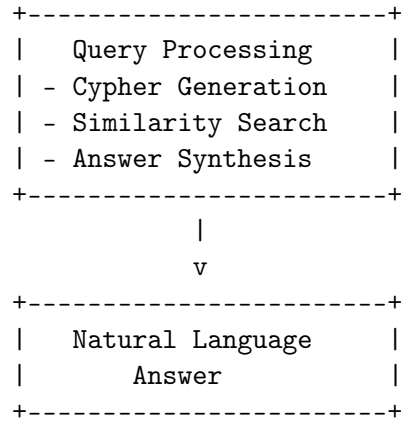 Query Processing
- Cypher Generation
- Similarity Search
- Answer Synthesis
Natural Language
Answer